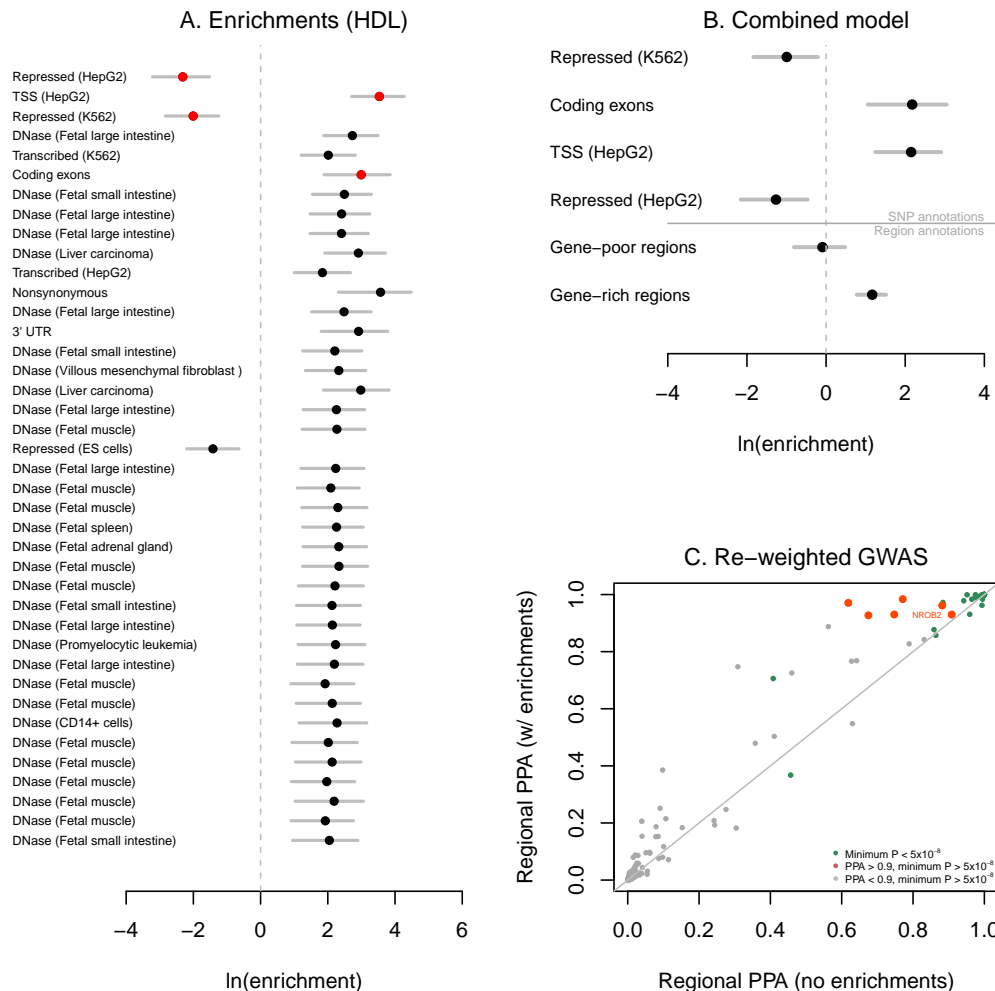 A. Enrichments (HDL)
Repressed (HepG2)
TSS (HepG2)
Repressed (K562)
DNase (Fetal large intestine)
Transcribed (K562)
Coding exons
DNase (Fetal small intestine)
DNase (Fetal large intestine)
DNase (Fetal large intestine)
DNase (Liver carcinoma)
Transcribed (HepG2)
Nonsynonymous
DNase (Fetal large intestine)
3' UTR
DNase (Fetal small intestine)
DNase (Villous mesenchymal fibroblast )
DNase (Liver carcinoma)
DNase (Fetal large intestine)
DNase (Fetal muscle)
Repressed (ES cells)
DNase (Fetal large intestine)
DNase (Fetal muscle)
DNase (Fetal muscle)
DNase (Fetal spleen)
DNase (Fetal adrenal gland)
DNase (Fetal muscle)
DNase (Fetal muscle)
DNase (Fetal small intestine)
DNase (Fetal large intestine)
DNase (Promyelocytic leukemia)
DNase (Fetal large intestine)
DNase (Fetal muscle)
DNase (Fetal muscle)
DNase (CD14+ cells)
DNase (Fetal muscle)
DNase (Fetal muscle)
DNase (Fetal muscle)
DNase (Fetal muscle)
DNase (Fetal muscle)
DNase (Fetal small intestine)
−4 −2 0 2 4 6
ln(enrichment)
B. Combined model
Repressed (K562)
Coding exons
TSS (HepG2)
Repressed (HepG2)
SNP annotations
Region annotations
Gene−poor regions
Gene−rich regions
−4 −2 0 2 4
ln(enrichment)
C. Re−weighted GWAS
Regional PPA (w/ enrichments)
1.0
0.8
0.6
0.4
0.2
0.0
NROB2
Minimum P < 5x10⁻⁸
PPA > 0.9, minimum P > 5x10⁻⁸
PPA < 0.9, minimum P > 5x10⁻⁸
0.0 0.2 0.4 0.6 0.8 1.0
Regional PPA (no enrichments)